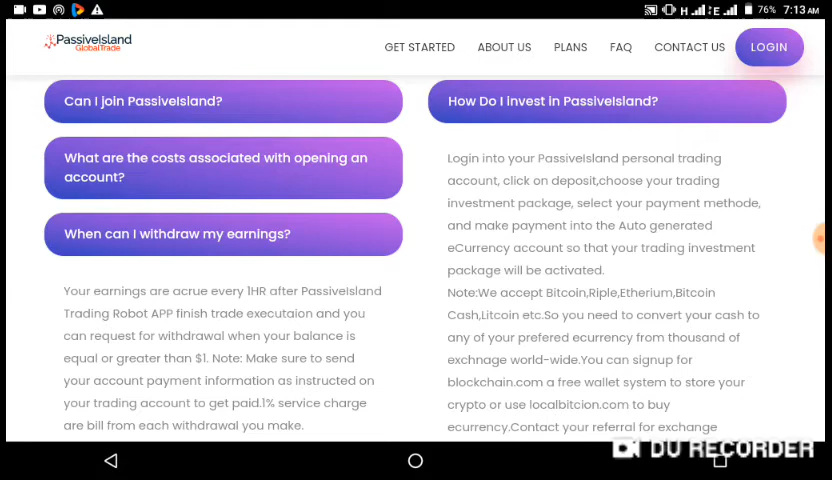 H E 76% 7:13AM
PassiveIsland
GlobalTrade
GET STARTED ABOUT US PLANS FAQ CONTACT US LOGIN
Can I join PassiveIsland?
What are the costs associated with opening an
account?
When can I withdraw my earnings?
Your earnings are acrue every 1HR after PassiveIsland
Trading Robot APP finish trade executaion and you
can request for withdrawal when your balance is
equal or greater than $1. Note: Make sure to send
your account payment information as instructed on
your trading account to get paid.1% service charge
are bill from each withdrawal you make.
How Do I invest in PassiveIsland?
Login into your PassiveIsland personal trading
account, click on deposit,choose your trading
investment package, select your payment methode,
and make payment into the Auto generated
eCurrency account so that your trading investment
package will be activated.
Note:We accept Bitcoin,Riple,Etherium,Bitcoin
Cash,Litcoin etc.So you need to convert your cash to
any of your prefered ecurrency from thousand of
exchnage world-wide.You can signup for
blockchain.com a free wallet system to store your
crypto or use localbitcion.com to buy
ecurrency.Contact your referral for exchange
DU RECORDER